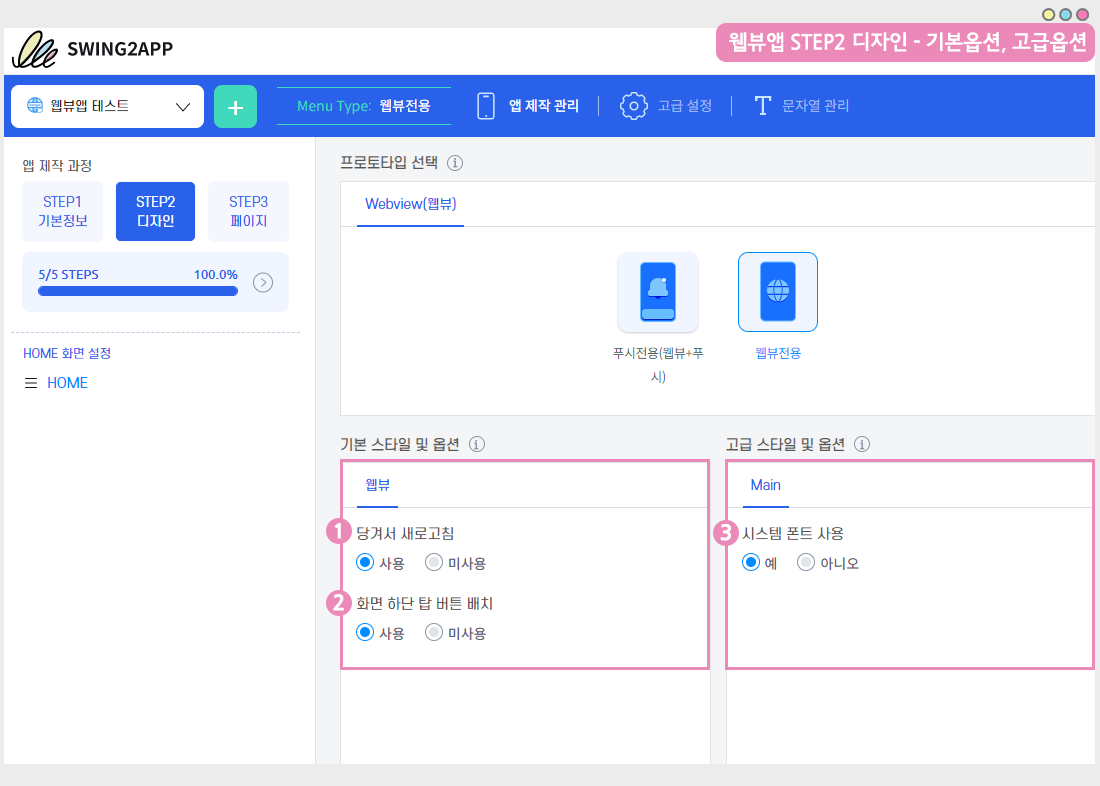 웹뷰앱 STEP2 디자인 - 기본옵션, 고급옵션
SWING2APP
웹뷰앱 테스트
+
Menu Type: 웹뷰전용
앱 제작 관리
고급 설정
문자열 관리
앱 제작 과정
STEP1
기본정보
STEP2
디자인
STEP3
페이지
5/5 STEPS
100.0%
HOME 화면 설정
HOME
프로토타입 선택
Webview(웹뷰)
푸시전용(웹뷰+푸
시)
웹뷰전용
기본 스타일 및 옵션
웹뷰
1 당겨서 새로고침
사용
미사용
2 화면 하단 탑 버튼 배치
사용
미사용
고급 스타일 및 옵션
Main
3 시스템 폰트 사용
예
아니오